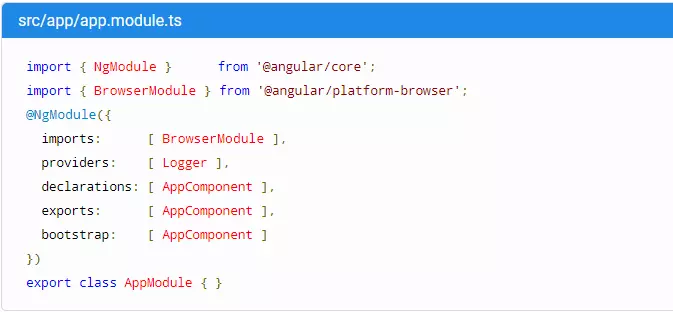 src/app/app.module.ts
import { NgModule }      from '@angular/core';
import { BrowserModule } from '@angular/platform-browser';
@NgModule({
  imports:      [ BrowserModule ],
  providers:    [ Logger ],
  declarations: [ AppComponent ],
  exports:      [ AppComponent ],
  bootstrap:    [ AppComponent ]
})
export class AppModule { }